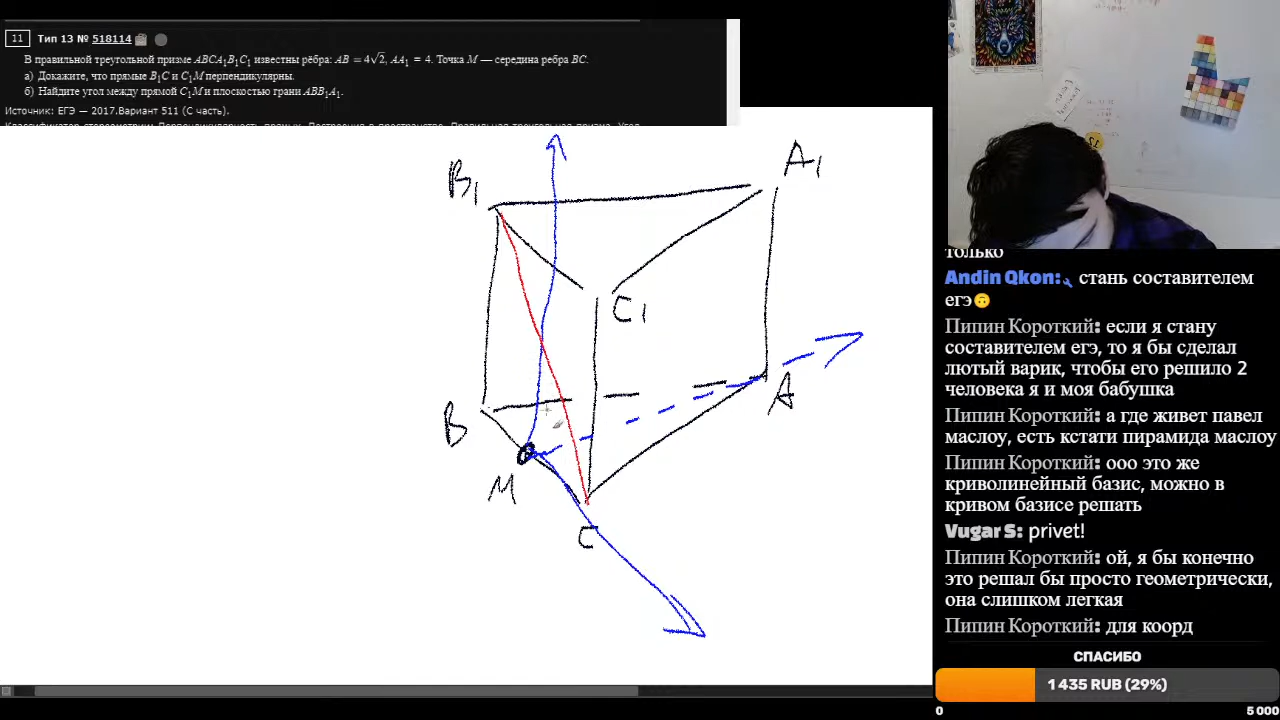 11 Тип 13 № 518114
В правильной треугольной призме ABCA₁B₁C₁ известны рёбра: AB = 4√2, AA₁ = 4. Точка M — середина ребра BC.
а) Докажите, что прямые B₁C и C₁M перпендикулярны.
б) Найдите угол между прямой C₁M и плоскостью грани ABB₁A₁.
Источник: ЕГЭ — 2017.Вариант 511 (С часть).
B₁
A₁
C₁
B
A
M
C
только
Andin Qkon: стань составителем
егэ🙃
Пипин Короткий: если я стану
составителем егэ, то я бы сделал
лютый варик, чтобы его решило 2
человека я и моя бабушка
Пипин Короткий: а где живет павел
маслоу, есть кстати пирамида маслоу
Пипин Короткий: ооо это же
криволинейный базис, можно в
кривом базисе решать
Vugar S: privet!
Пипин Короткий: ой, я бы конечно
это решал бы просто геометрически,
она слишком легкая
Пипин Короткий: для коорд
СПАСИБО
1 435 RUB (29%)
0 5 000